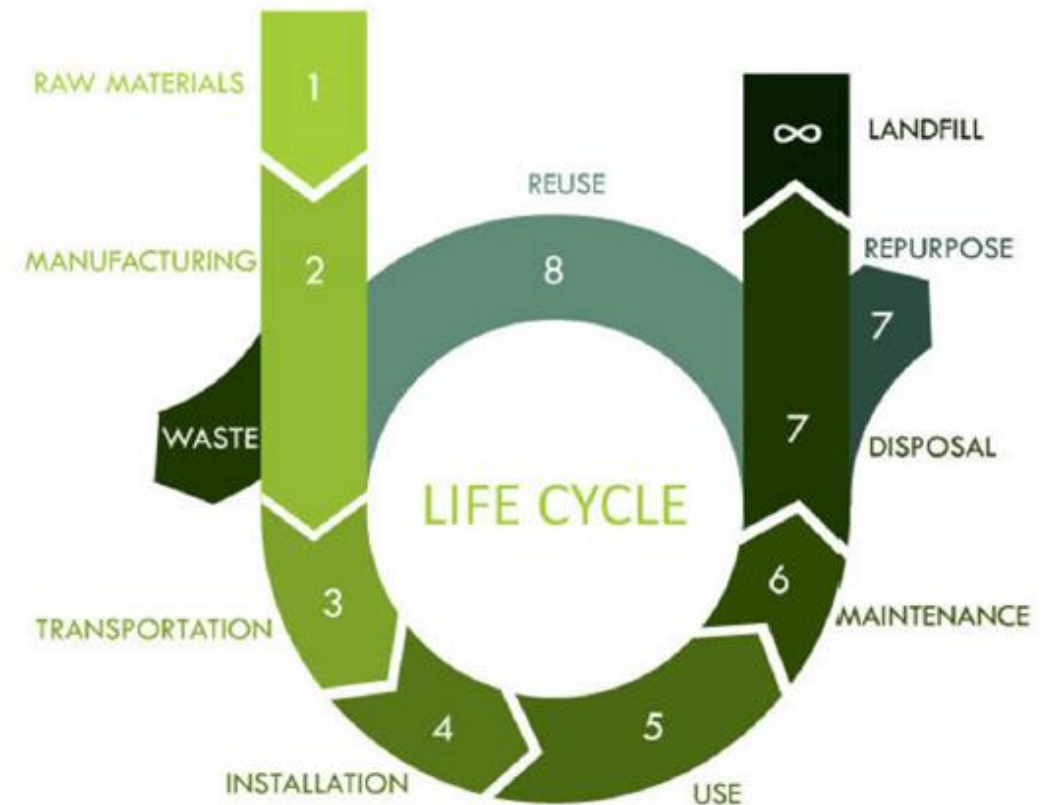 RAW MATERIALS
1
∞
LANDFILL
REUSE
MANUFACTURING
2
8
REPURPOSE
7
WASTE
7
DISPOSAL
LIFE CYCLE
TRANSPORTATION
3
6
MAINTENANCE
4
5
INSTALLATION
USE